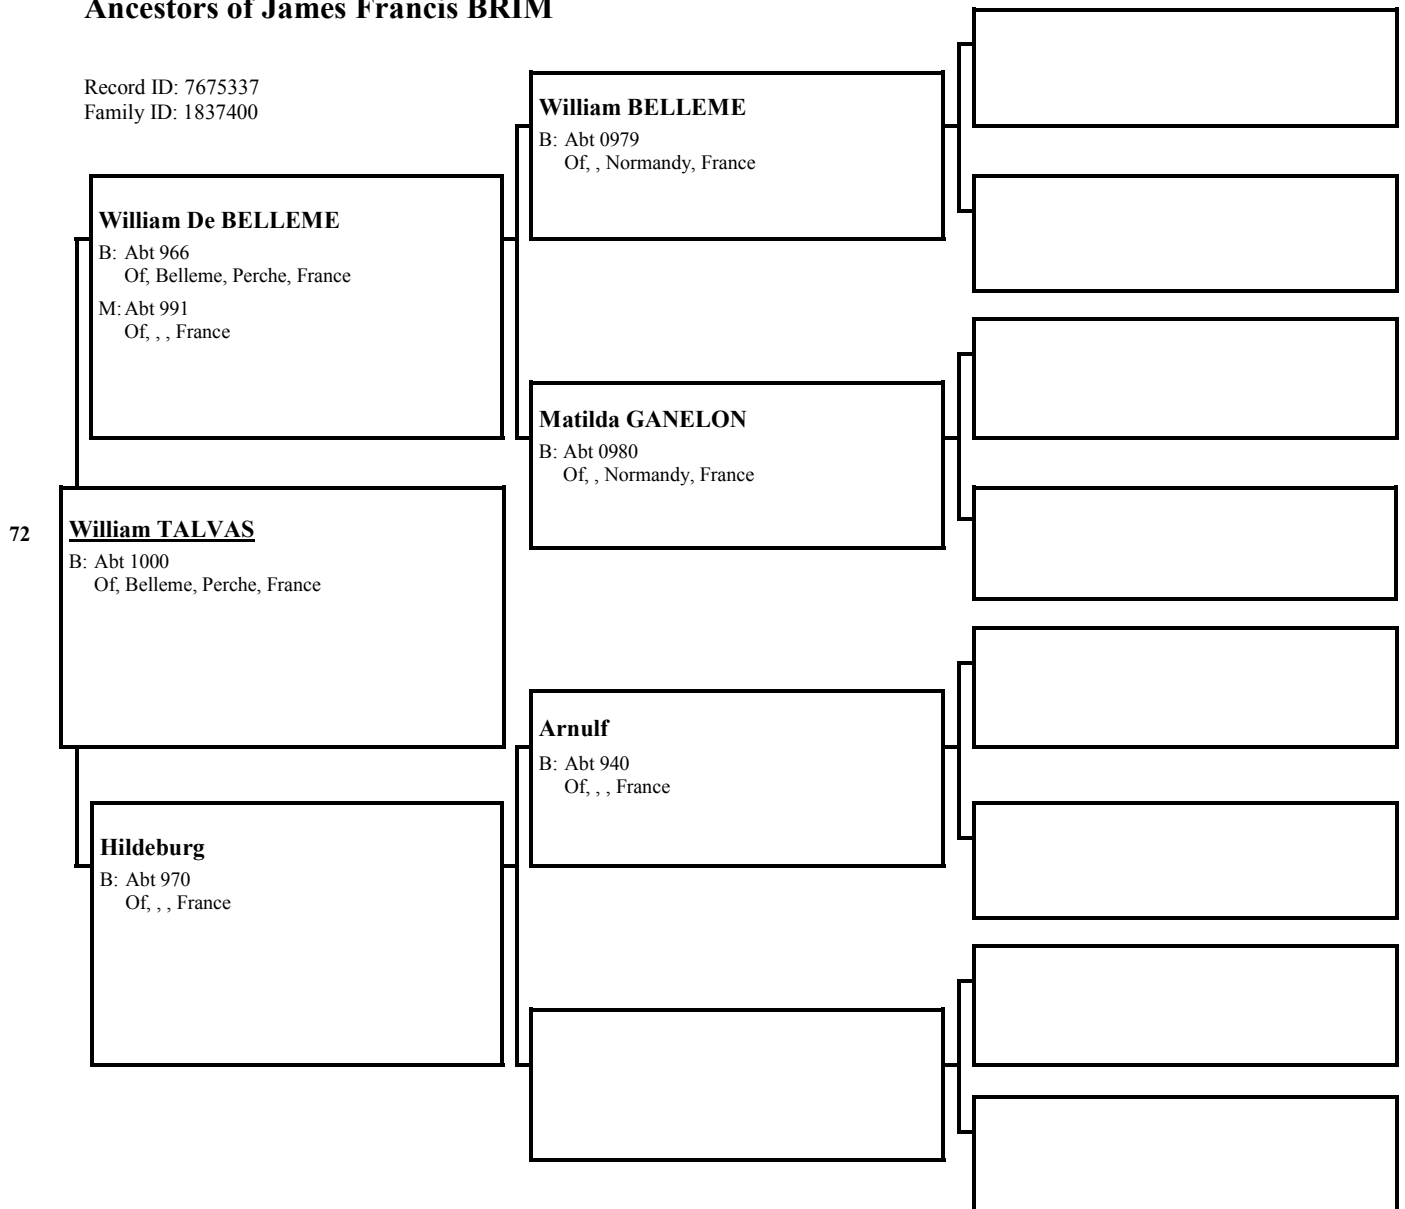 Ancestors of James Francis BRIM
Record ID: 7675337
Family ID: 1837400
William BELLEME
B: Abt 0979
Of, , Normandy, France
William De BELLEME
B: Abt 966
Of, Belleme, Perche, France
M: Abt 991
Of, , , France
Matilda GANELON
B: Abt 0980
Of, , Normandy, France
72
William TALVAS
B: Abt 1000
Of, Belleme, Perche, France
Arnulf
B: Abt 940
Of, , , France
Hildeburg
B: Abt 970
Of, , , France